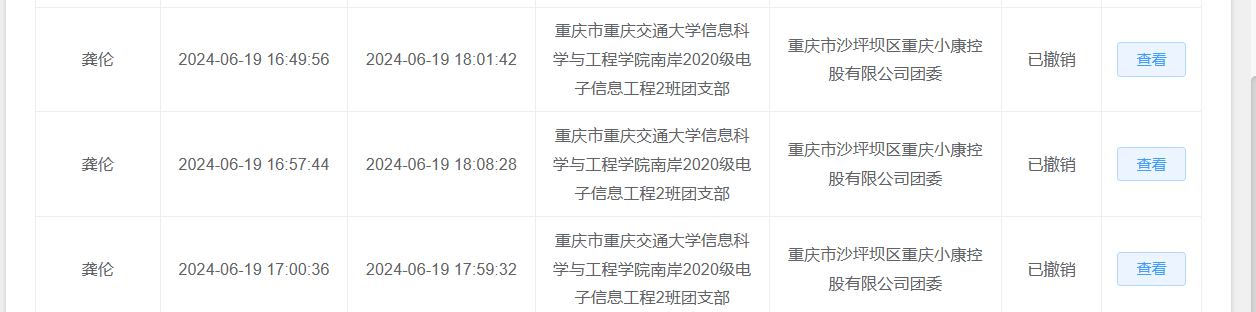 重庆市重庆交通大学信息科
龚伦 2024-06-19 16:49:56 2024-06-19 18:01:42 学与工程学院南岸2020级电 重庆市沙坪坝区重庆小康控 已撤销 查看
子信息工程2班团支部 股有限公司团委
重庆市重庆交通大学信息科
龚伦 2024-06-19 16:57:44 2024-06-19 18:08:28 学与工程学院南岸2020级电 重庆市沙坪坝区重庆小康控 已撤销 查看
子信息工程2班团支部 股有限公司团委
重庆市重庆交通大学信息科
龚伦 2024-06-19 17:00:36 2024-06-19 17:59:32 学与工程学院南岸2020级电 重庆市沙坪坝区重庆小康控 已撤销 查看
子信息工程2班团支部 股有限公司团委